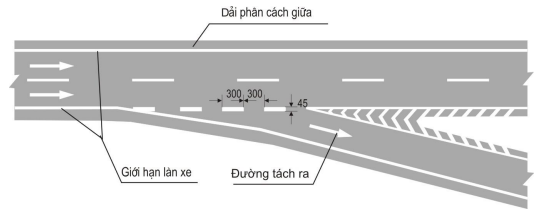 Dải phân cách giữa
300 300
45
Giới hạn làn xe
Đường tách ra